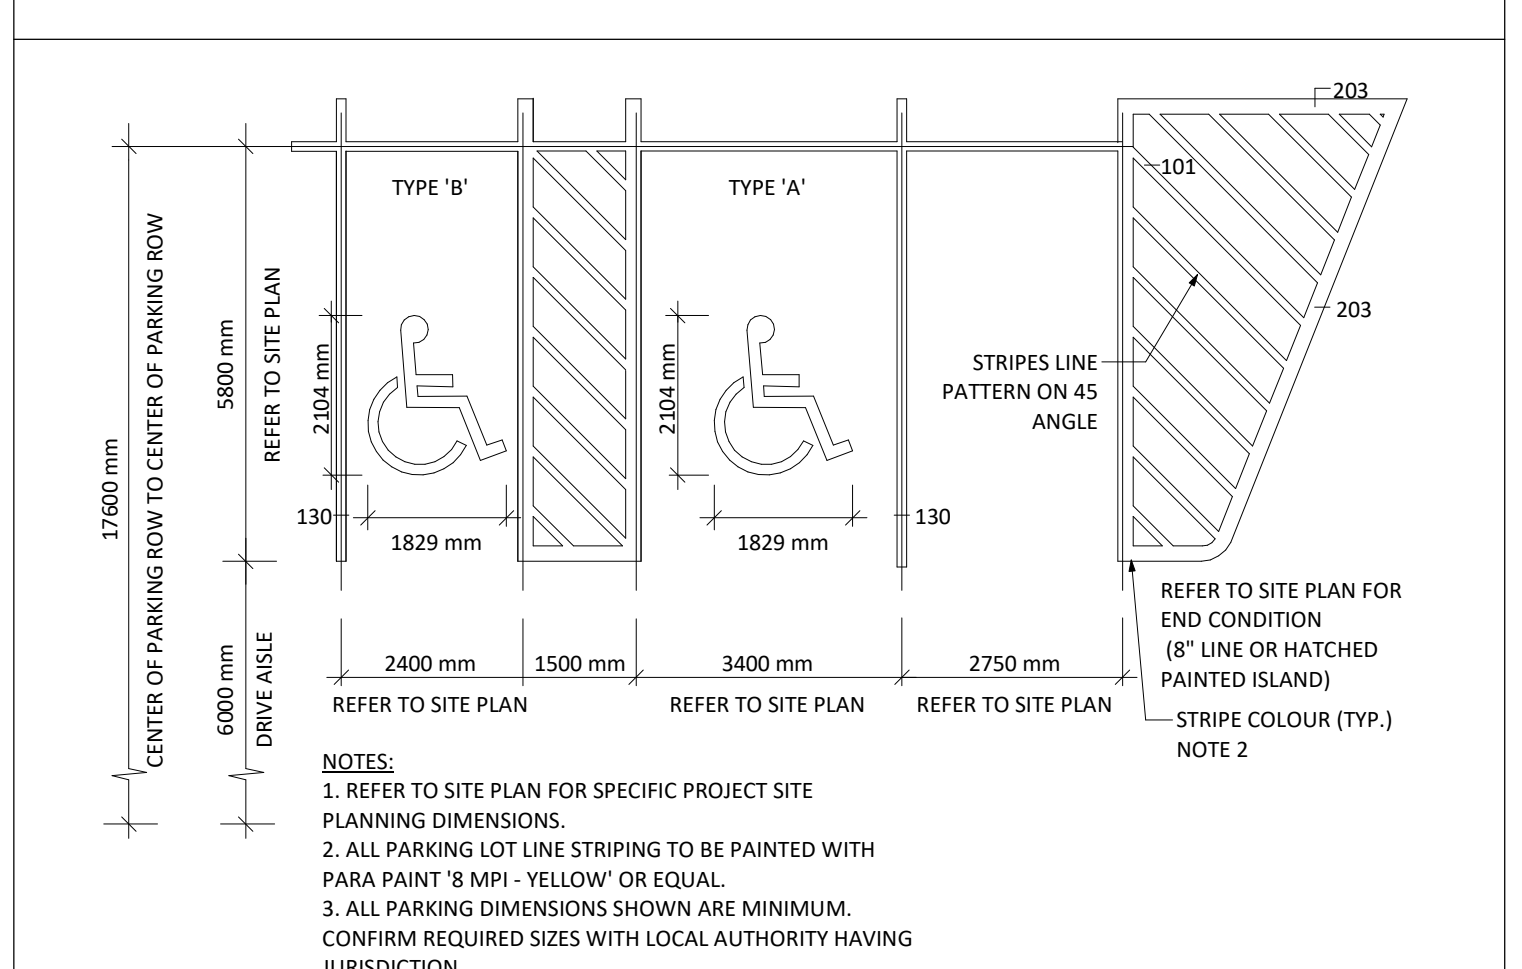 203
101
TYPE 'B'
TYPE 'A'
17600 mm
CENTER OF PARKING ROW TO CENTER OF PARKING ROW
5800 mm
REFER TO SITE PLAN
6000 mm
DRIVE AISLE
2104 mm
2104 mm
203
STRIPES LINE
PATTERN ON 45
ANGLE
130
130
1829 mm
1829 mm
REFER TO SITE PLAN FOR
END CONDITION
(8" LINE OR HATCHED
PAINTED ISLAND)
2400 mm
1500 mm
3400 mm
2750 mm
REFER TO SITE PLAN
REFER TO SITE PLAN
REFER TO SITE PLAN
STRIPE COLOUR (TYP.)
NOTE 2
NOTES:
1. REFER TO SITE PLAN FOR SPECIFIC PROJECT SITE
PLANNING DIMENSIONS.
2. ALL PARKING LOT LINE STRIPING TO BE PAINTED WITH
PARA PAINT '8 MPI - YELLOW' OR EQUAL.
3. ALL PARKING DIMENSIONS SHOWN ARE MINIMUM.
CONFIRM REQUIRED SIZES WITH LOCAL AUTHORITY HAVING
JURISDICTION